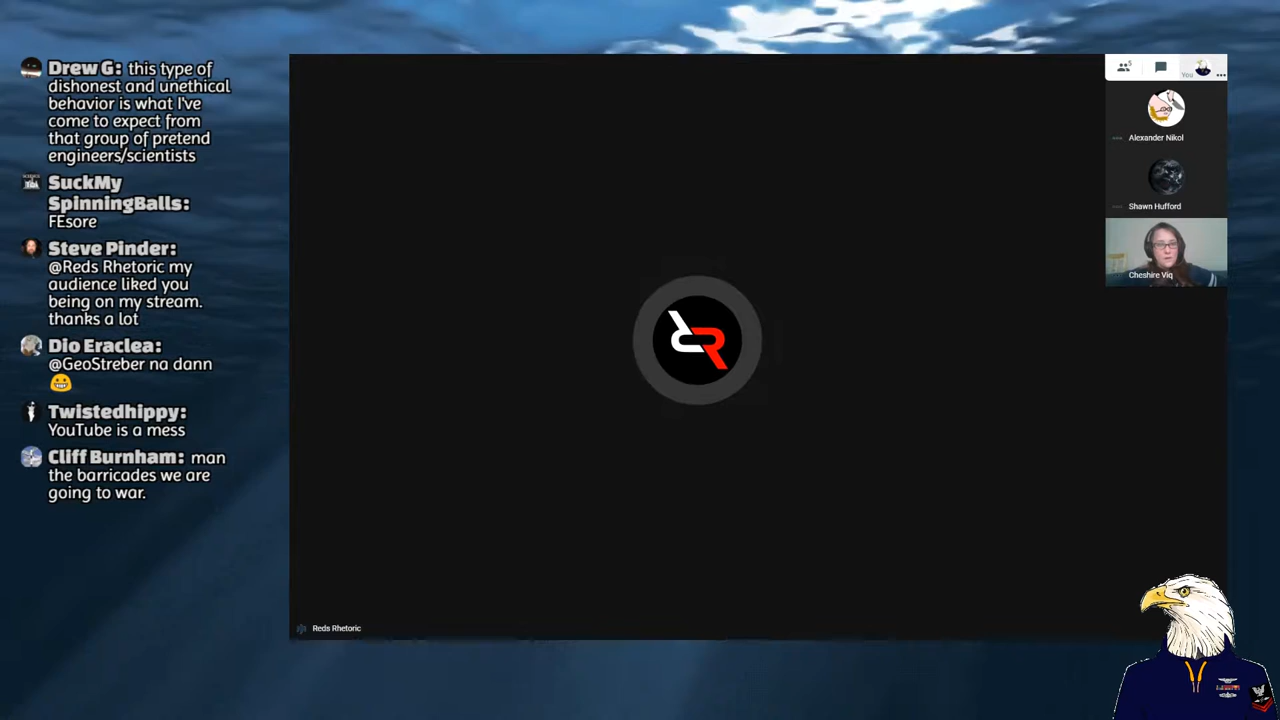 Drew G: this type of
dishonest and unethical
behavior is what I've
come to expect from
that group of pretend
engineers/scientists
SuckMy
SpinningBalls:
FEsore
Steve Pinder:
@Reds Rhetoric my
audience liked you
being on my stream.
thanks a lot
Dio Eraclea:
@GeoStreber na dann
Twistedhippy:
YouTube is a mess
Cliff Burnham: man
the barricades we are
going to war.
5
You
Alexander Nikol
Shawn Hufford
Cheshire Viq
Reds Rhetoric